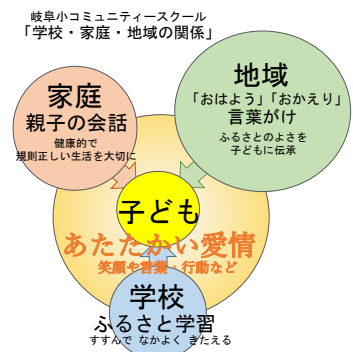 岐阜小コミュニティースクール
「学校・家庭・地域の関係」
家庭
親子の会話
健康的で
規則正しい生活を大切に
地域
「おはよう」「おかえり」
言葉がけ
ふるさとのよさを
子どもに伝承
子ども
あたたかい愛情
笑顔や言葉・行動など
学校
ふるさと学習
すすんで なかよく きたえる